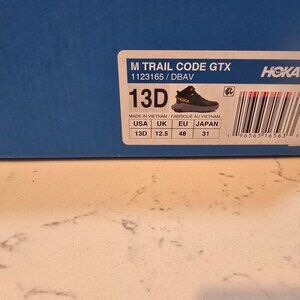 M TRAIL CODE GTX
1123165 / DBAV
HOKA
13D
MADE IN VIETNAM / FABRIQUÉ AU VIETNAM
USA UK EU JAPAN
13D 12.5 48 31